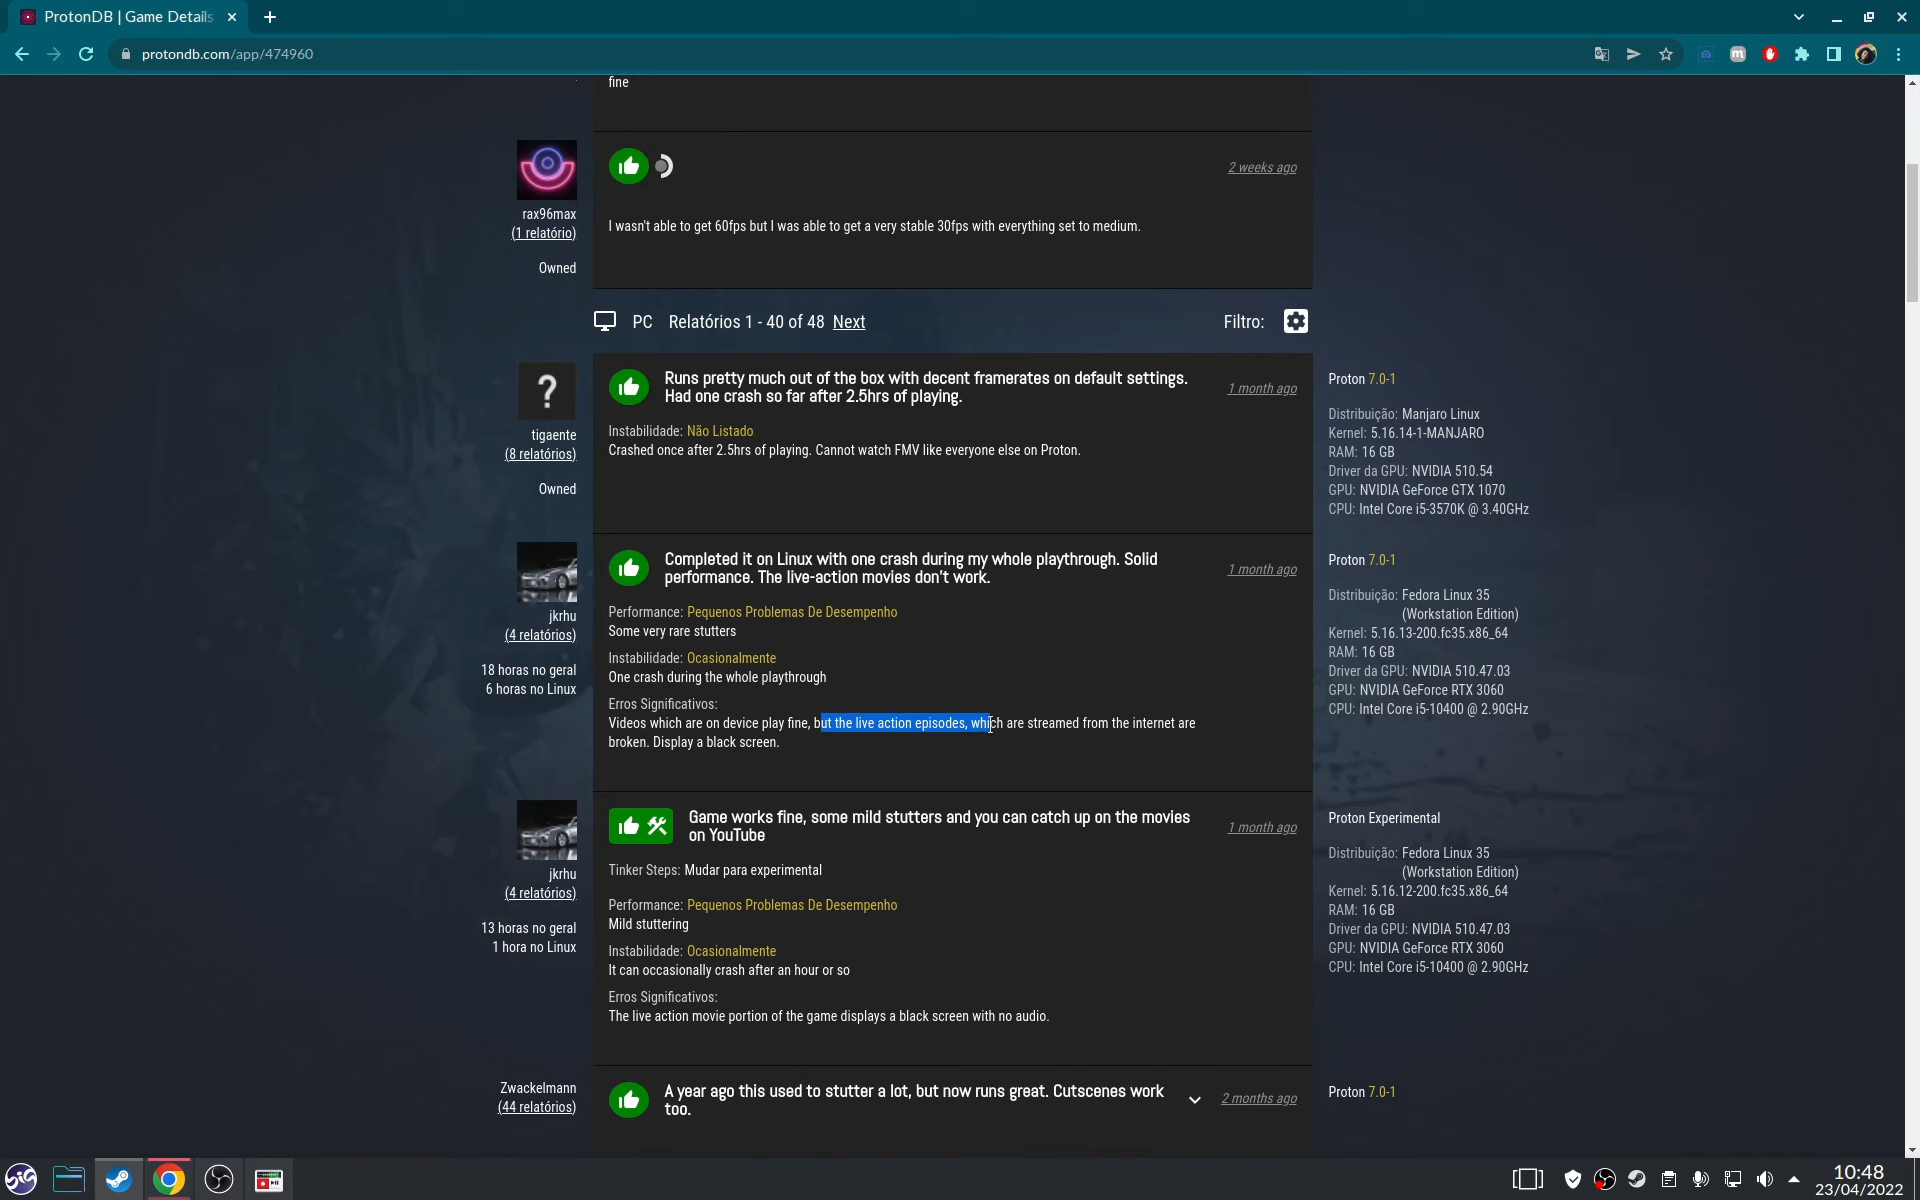 ProtonDB | Game Details
protondb.com/app/474960
fine
2 weeks ago
I wasn't able to get 60fps but I was able to get a very stable 30fps with everything set to medium.
rax96max
(1 relatório)
Owned
PC Relatórios 1 - 40 of 48 Next
Filtro:
Runs pretty much out of the box with decent framerates on default settings.
Had one crash so far after 2.5hrs of playing.
1 month ago
Instabilidade: Não Listado
Crashed once after 2.5hrs of playing. Cannot watch FMV like everyone else on Proton.
tigaente
(8 relatórios)
Owned
Proton 7.0-1
Distribuição: Manjaro Linux
Kernel: 5.16.14-1-MANJARO
RAM: 16 GB
Driver da GPU: NVIDIA 510.54
GPU: NVIDIA GeForce GTX 1070
CPU: Intel Core i5-3570K @ 3.40GHz
Completed it on Linux with one crash during my whole playthrough. Solid
performance. The live-action movies don't work.
1 month ago
Performance: Pequenos Problemas De Desempenho
Some very rare stutters
Instabilidade: Ocasionalmente
One crash during the whole playthrough
Erros Significativos:
Videos which are on device play fine, but the live action episodes, which are streamed from the internet are
broken. Display a black screen.
jkrhu
(4 relatórios)
18 horas no geral
6 horas no Linux
Proton 7.0-1
Distribuição: Fedora Linux 35
(Workstation Edition)
Kernel: 5.16.13-200.fc35.x86_64
RAM: 16 GB
Driver da GPU: NVIDIA 510.47.03
GPU: NVIDIA GeForce RTX 3060
CPU: Intel Core i5-10400 @ 2.90GHz
Game works fine, some mild stutters and you can catch up on the movies
on YouTube
1 month ago
Tinker Steps: Mudar para experimental
Performance: Pequenos Problemas De Desempenho
Mild stuttering
Instabilidade: Ocasionalmente
It can occasionally crash after an hour or so
Erros Significativos:
The live action movie portion of the game displays a black screen with no audio.
jkrhu
(4 relatórios)
13 horas no geral
1 hora no Linux
Proton Experimental
Distribuição: Fedora Linux 35
(Workstation Edition)
Kernel: 5.16.12-200.fc35.x86_64
RAM: 16 GB
Driver da GPU: NVIDIA 510.47.03
GPU: NVIDIA GeForce RTX 3060
CPU: Intel Core i5-10400 @ 2.90GHz
Zwackelmann
(44 relatórios)
A year ago this used to stutter a lot, but now runs great. Cutscenes work
too.
2 months ago
Proton 7.0-1
10:48
23/04/2022